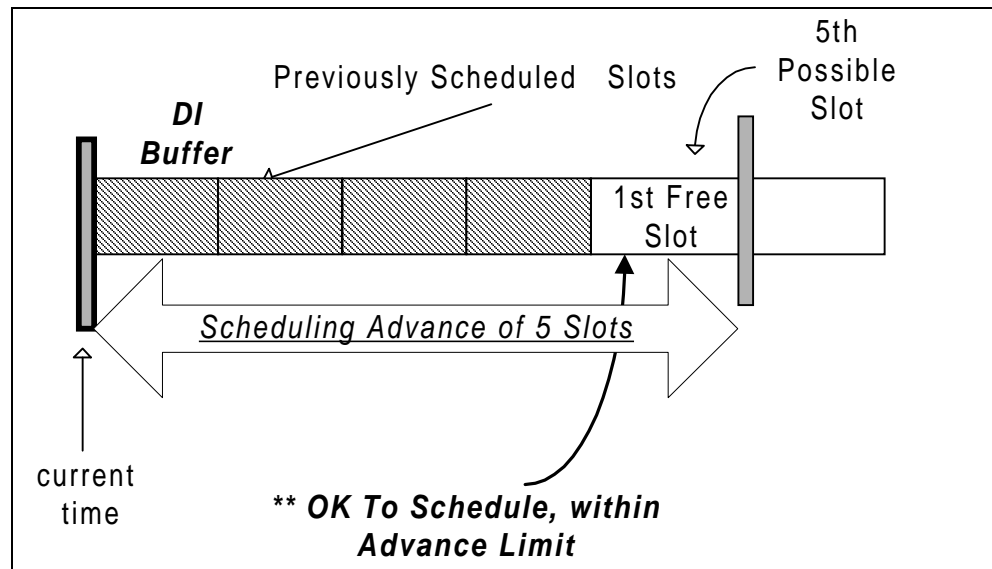 5th
Possible
Slot
Previously Scheduled Slots
DI
Buffer
1st Free
Slot
Scheduling Advance of 5 Slots
current
time
** OK To Schedule, within
Advance Limit